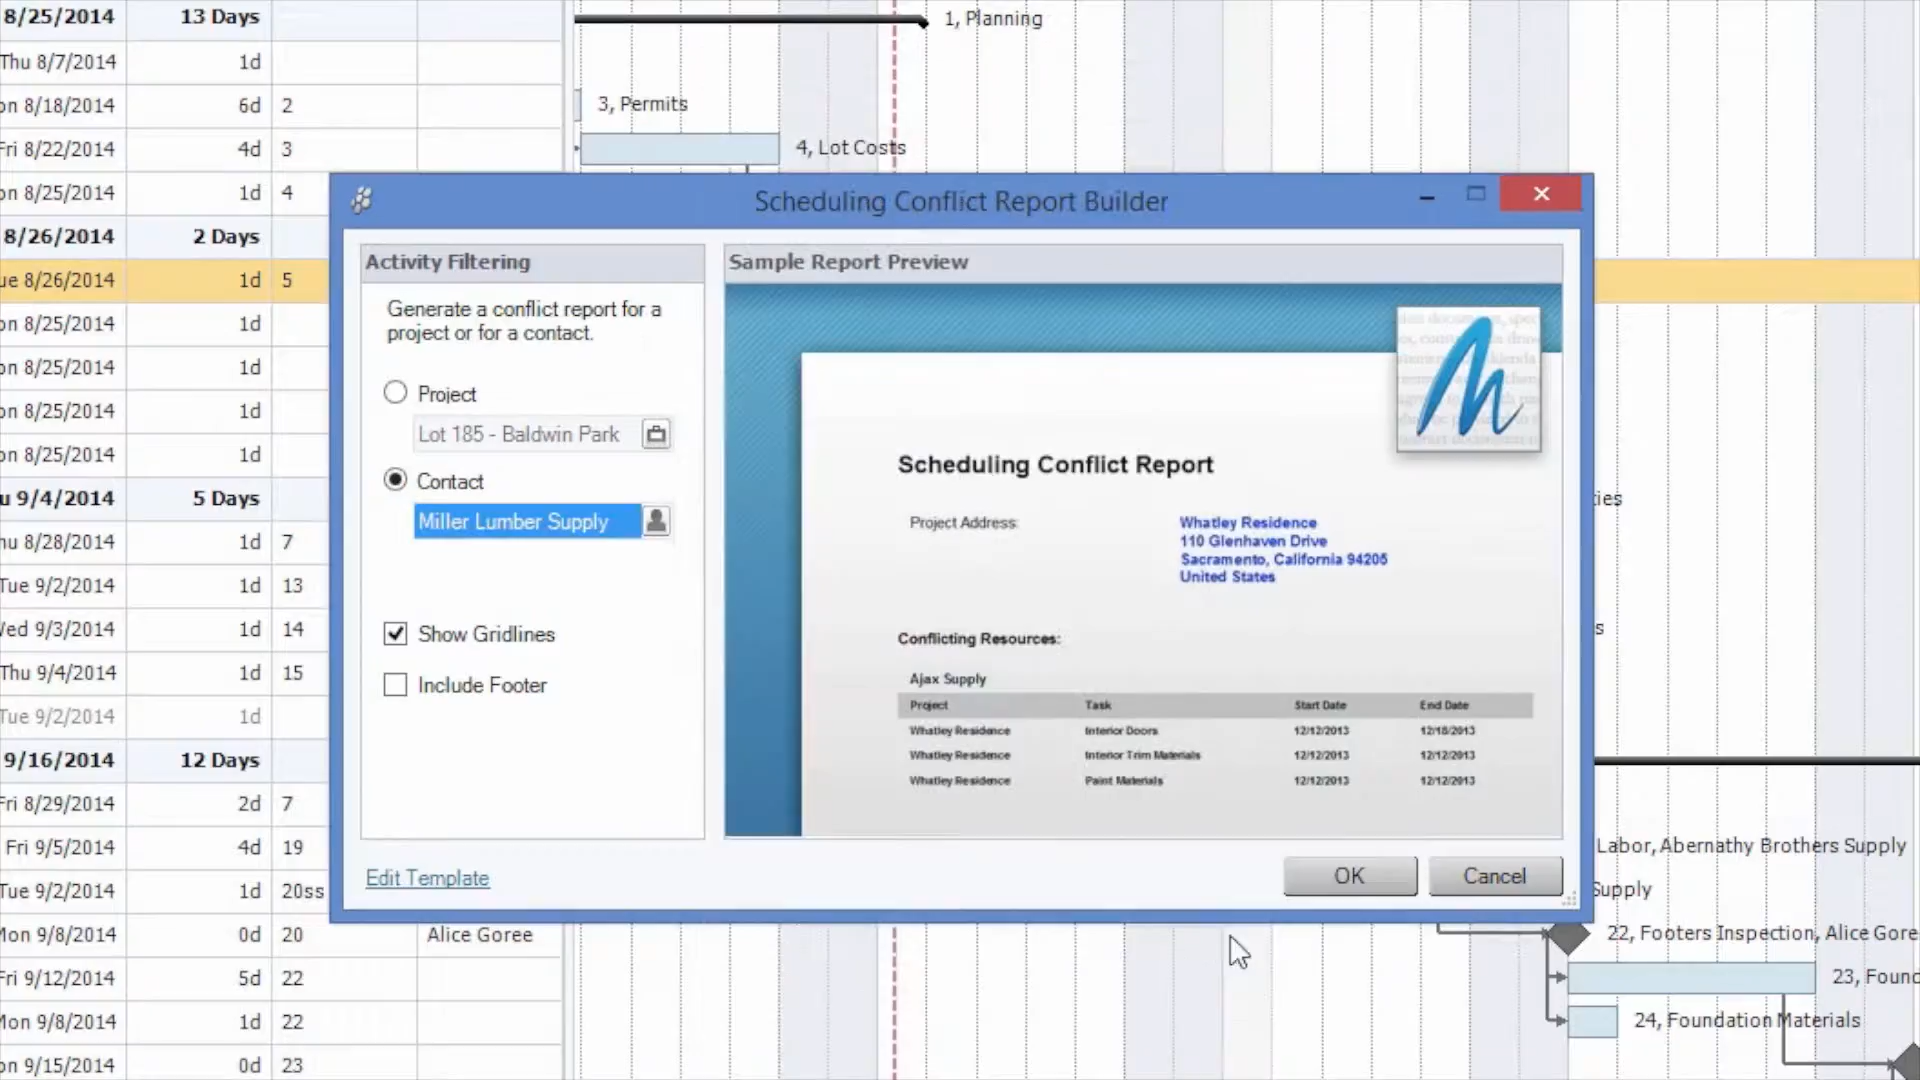 8/25/2014 13 Days
1, Planning
Thu 8/7/2014 1d
on 8/18/2014 6d 2
3, Permits
Fri 8/22/2014 4d 3
4, Lot Costs
on 8/25/2014 1d 4
8/26/2014 2 Days
ue 8/26/2014 1d 5
on 8/25/2014 1d
on 8/25/2014 1d
on 8/25/2014 1d
on 8/25/2014 1d
u 9/4/2014 5 Days
hu 8/28/2014 1d 7
Tue 9/2/2014 1d 13
Wed 9/3/2014 1d 14
Thu 9/4/2014 1d 15
Tue 9/2/2014 1d
9/16/2014 12 Days
Fri 8/29/2014 2d 7
Fri 9/5/2014 4d 19
Tue 9/2/2014 1d 20ss
Mon 9/8/2014 0d 20 Alice Goree
Fri 9/12/2014 5d 22
Mon 9/8/2014 1d 22
on 9/15/2014 0d 23
Scheduling Conflict Report Builder
Activity Filtering
Generate a conflict report for a
project or for a contact.
Project
Lot 185 - Baldwin Park
Contact
Miller Lumber Supply
Show Gridlines
Include Footer
Edit Template
Sample Report Preview
Scheduling Conflict Report
Project Address:
Whatley Residence
110 Glenhaven Drive
Sacramento, California 94205
United States
Conflicting Resources:
Ajax Supply
Project Task Start Date End Date
Whatley Residence Interior Doors 12/12/2013 12/18/2013
Whatley Residence Interior Trim Materials 12/12/2013 12/12/2013
Whatley Residence Paint Materials 12/12/2013 12/12/2013
OK Cancel
ties
s
Labor, Abernathy Brothers Supply
Supply
22, Footers Inspection, Alice Gore
23, Found
24, Foundation Materials